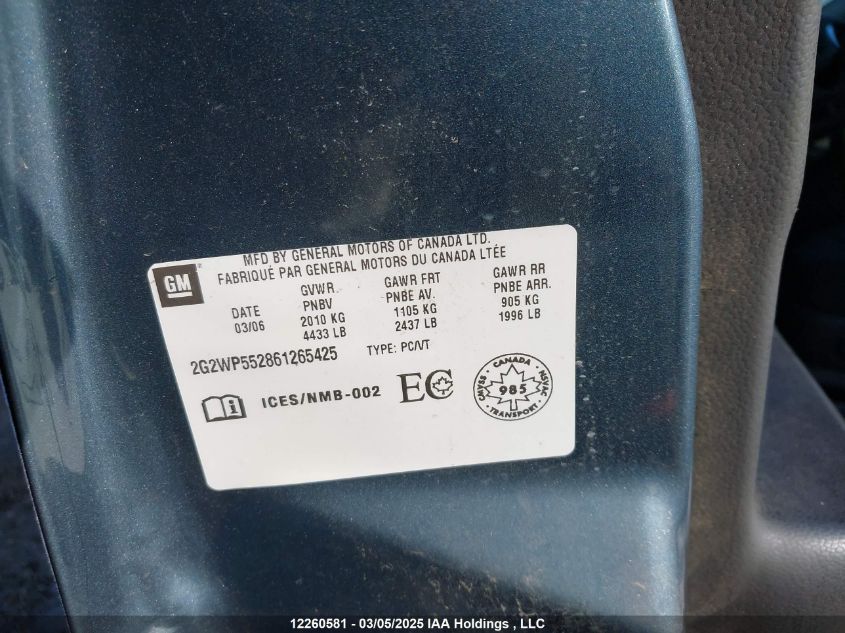 MFD BY GENERAL MOTORS OF CANADA LTD.
FABRIQUÉ PAR GENERAL MOTORS DU CANADA LTÉE
GM
DATE
03/06
GVWR.
PNBV
2010 KG
4433 LB
GAWR FRT
PNBE AV.
1105 KG
2437 LB
GAWR RR
PNBE ARR.
905 KG
1996 LB
2G2WP552861265425 TYPE: PC/VT
i ICES/NMB-002 EC
CANADA
CMVSS 985 NSVAC
TRANSPORT
12260581 - 03/05/2025 IAA Holdings , LLC